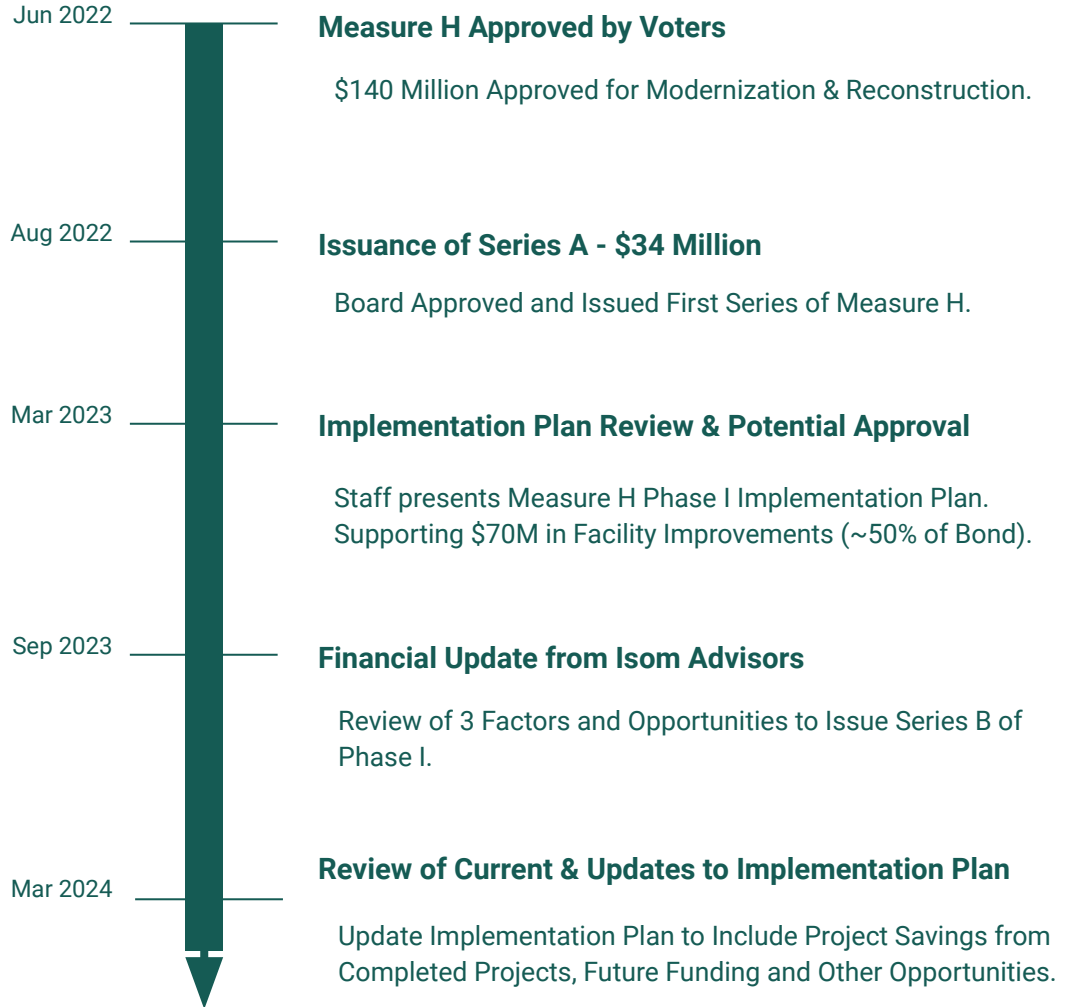 Jun 2022
Measure H Approved by Voters
$140 Million Approved for Modernization & Reconstruction.
Aug 2022
Issuance of Series A - $34 Million
Board Approved and Issued First Series of Measure H.
Mar 2023
Implementation Plan Review & Potential Approval
Staff presents Measure H Phase I Implementation Plan.
Supporting $70M in Facility Improvements (~50% of Bond).
Sep 2023
Financial Update from Isom Advisors
Review of 3 Factors and Opportunities to Issue Series B of
Phase I.
Mar 2024
Review of Current & Updates to Implementation Plan
Update Implementation Plan to Include Project Savings from
Completed Projects, Future Funding and Other Opportunities.